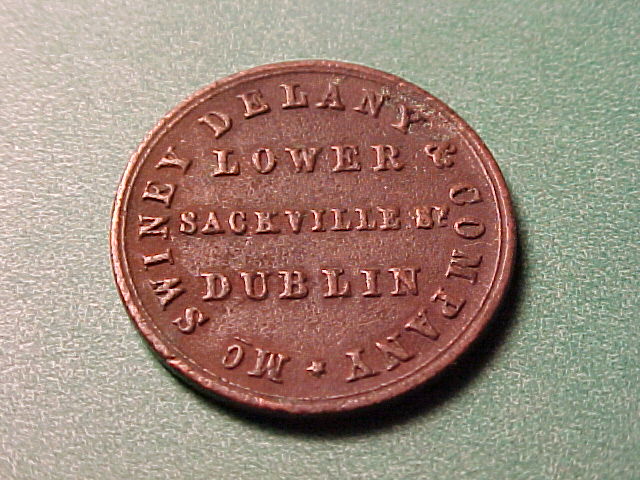 MC SWINEY DELANY & COMPANY
LOWER
SACKVILLE ST
DUBLIN